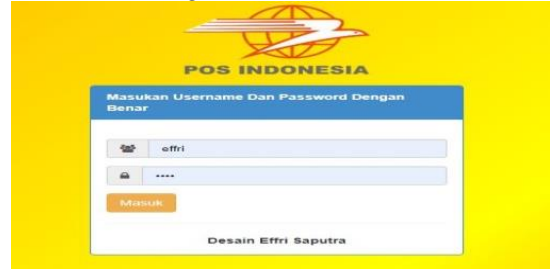 POS INDONESIA
Masukan Username Dan Password Dengan
Benar
effri
••••
Masuk
Desain Effri Saputra